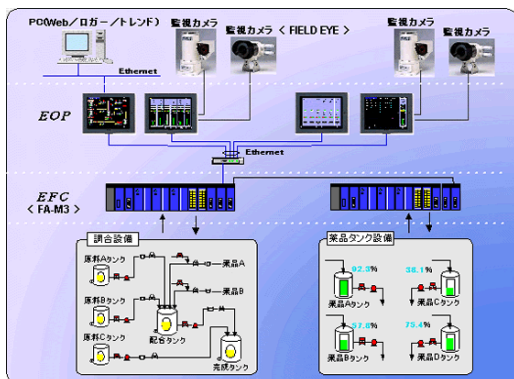 PC(Web／ロガー／トレンド)
監視カメラ
監視カメラ < FIELD EYE >
監視カメラ
監視カメラ
Ethernet
EOP
Ethernet
EFC
< FA-M3 >
調合設備
薬品タンク設備
原料Aタンク
薬品A
薬品B
原料Bタンク
配合タンク
原料Cタンク
完成タンク
92.3%
36.1%
薬品Aタンク
薬品Cタンク
57.8%
75.4%
薬品Bタンク
薬品Dタンク